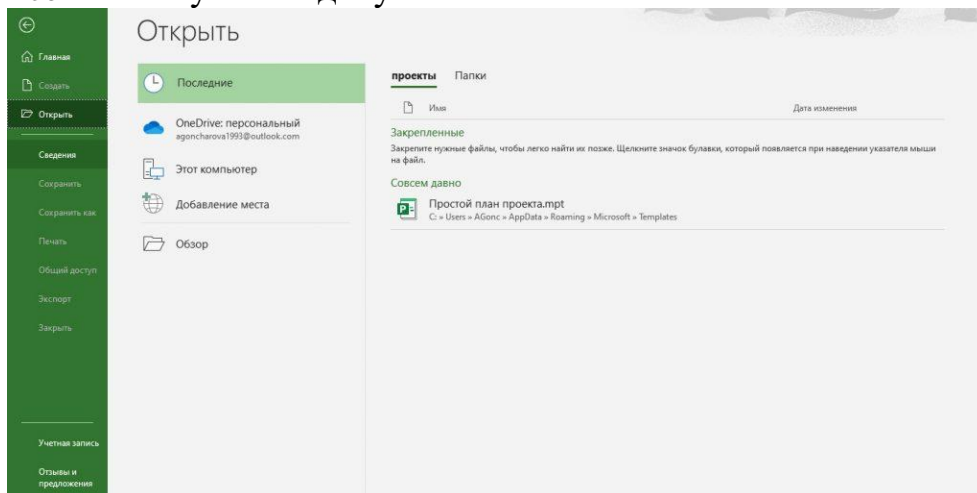 Открыть
Главная
Создать
Открыть
Сведения
Сохранить
Сохранить как
Печать
Общий доступ
Экспорт
Закрыть
Учетная запись
Отзывы и
предложения
Последние
OneDrive: персональный
agoncharova1993@outlook.com
Этот компьютер
Добавление места
Обзор
проекты Папки
Имя Дата изменения
Закрепленные
Закрепите нужные файлы, чтобы легко найти их позже. Щелкните значок булавки, который появляется при наведении указателя мыши
на файл.
Совсем давно
Простой план проекта.mpt
C: » Users » AGonc » AppData » Roaming » Microsoft » Templates